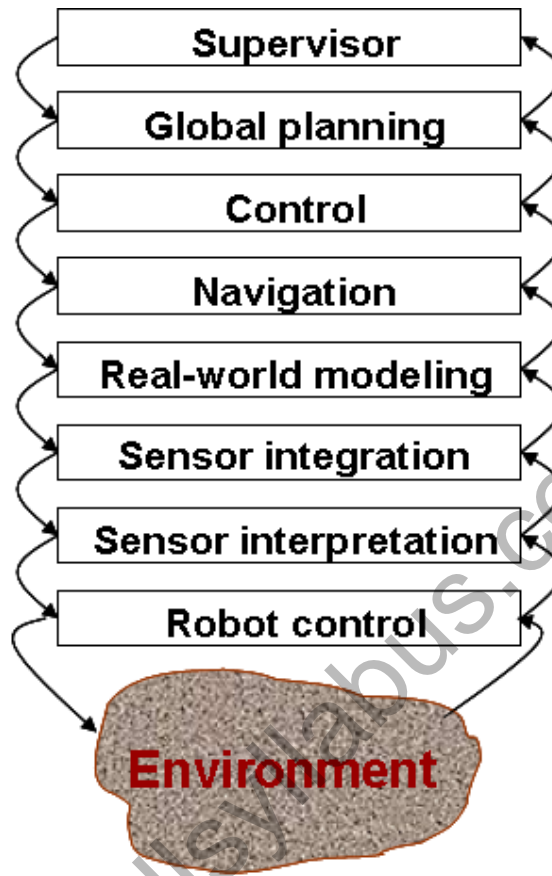 Supervisor
Global planning
Control
Navigation
Real-world modeling
Sensor integration
Sensor interpretation
Robot control
Environment